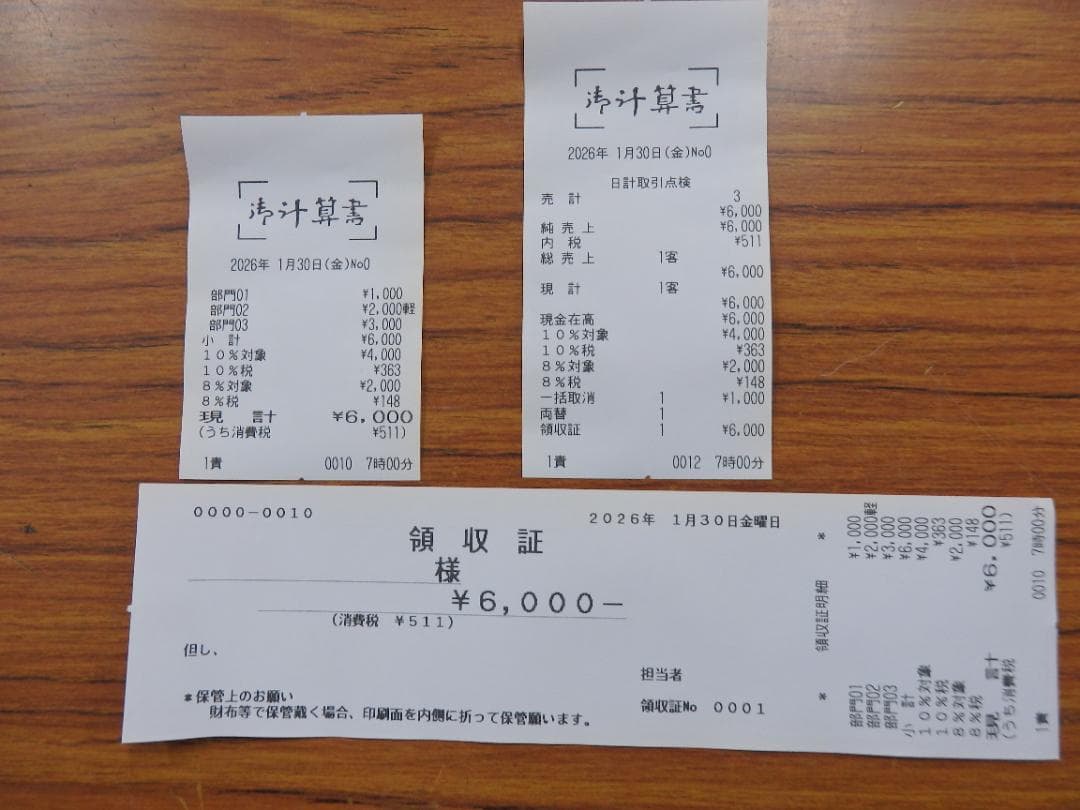 御計算書
2026年 1月30日(金)No0
部門01 ¥1,000
部門02 ¥2,000軽
部門03 ¥3,000
小 計 ¥6,000
10%対象 ¥4,000
10%税 ¥363
8%対象 ¥2,000
8%税 ¥148
現 計 ¥6,000
(うち消費税 ¥511)
1責 0010 7時00分
御計算書
2026年 1月30日(金)No0
日計取引点検
売 計 3
¥6,000
純売上 ¥6,000
内 税 ¥511
総売上 1客
¥6,000
現 計 1客
¥6,000
現金在高 ¥6,000
10%対象 ¥4,000
10%税 ¥363
8%対象 ¥2,000
8%税 ¥148
一括取消 1 ¥1,000
両替 1
領収証 1 ¥6,000
1責 0012 7時00分
0000-0010 2026年 1月30日金曜日
領 収 証
様
¥6,000-
(消費税 ¥511)
但し、
担当者
*保管上のお願い
財布等で保管戴く場合、印刷面を内側に折って保管願います。
領収証No 0001
* 領収証明細 *
部門01 ¥1,000
部門02 ¥2,000軽
部門03 ¥3,000
小 計 ¥6,000
10%対象 ¥4,000
10%税 ¥363
8%対象 ¥2,000
8%税 ¥148
現 計 ¥6,000
(うち消費税 ¥511)
1責 0010 7時00分